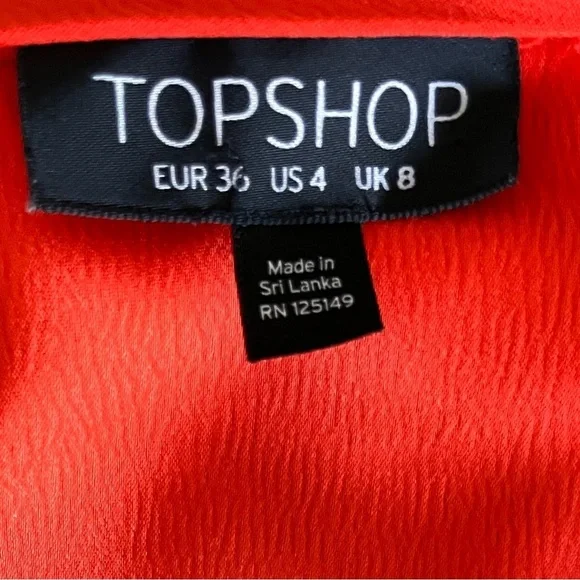 TOPSHOP
EUR 36 US 4 UK 8
Made in
Sri Lanka
RN 125149